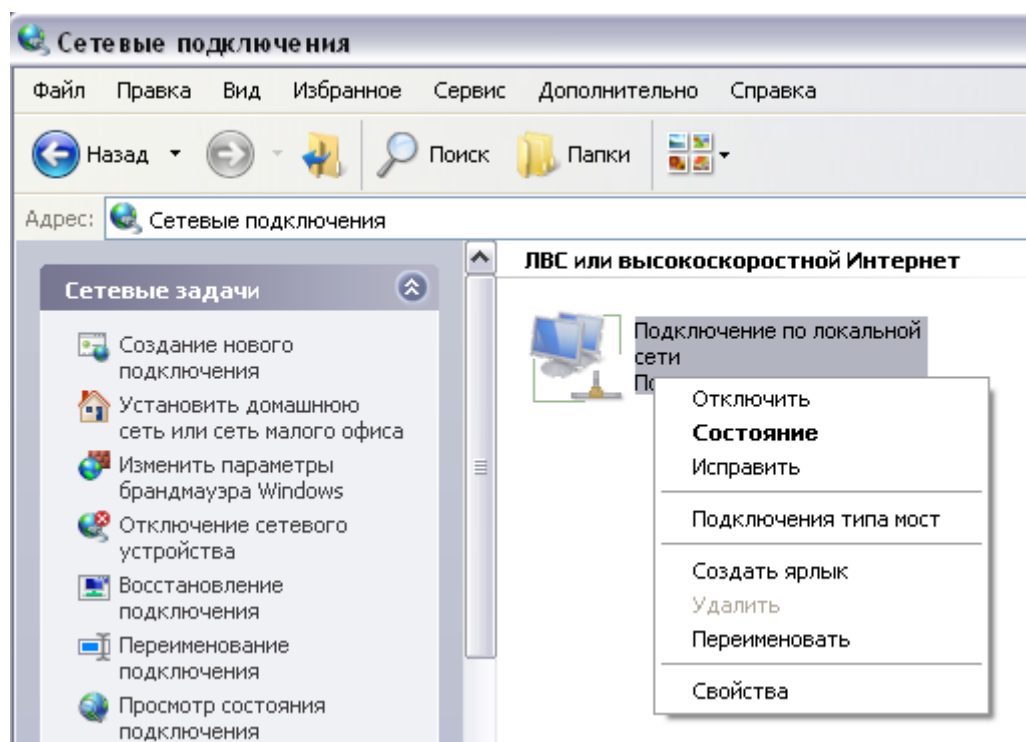 Сетевые подключения
Файл Правка Вид Избранное Сервис Дополнительно Справка
Назад Поиск Папки
Адрес: Сетевые подключения
Сетевые задачи
Создание нового
подключения
Установить домашнюю
сеть или сеть малого офиса
Изменить параметры
брандмауэра Windows
Отключение сетевого
устройства
Восстановление
подключения
Переименование
подключения
Просмотр состояния
подключения
ЛВС или высокоскоростной Интернет
Подключение по локальной
сети
Отключить
Состояние
Исправить
Подключения типа мост
Создать ярлык
Удалить
Переименовать
Свойства